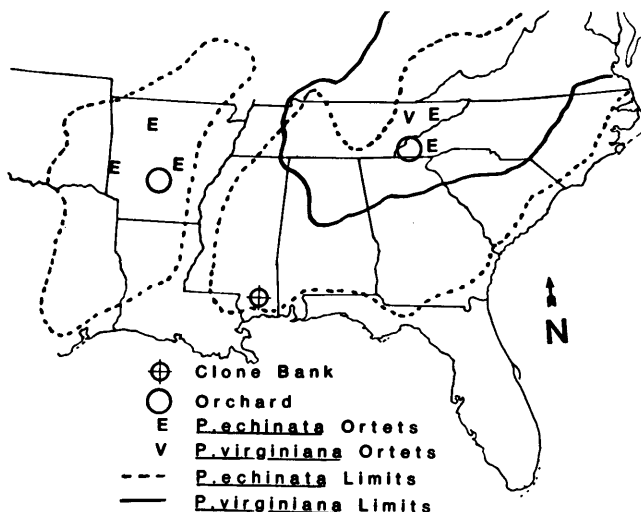 V E
E
E E E
N
Clone Bank
Orchard
E P.echinata Ortets
V P.virginiana Ortets
P.echinata Limits
P.virginiana Limits